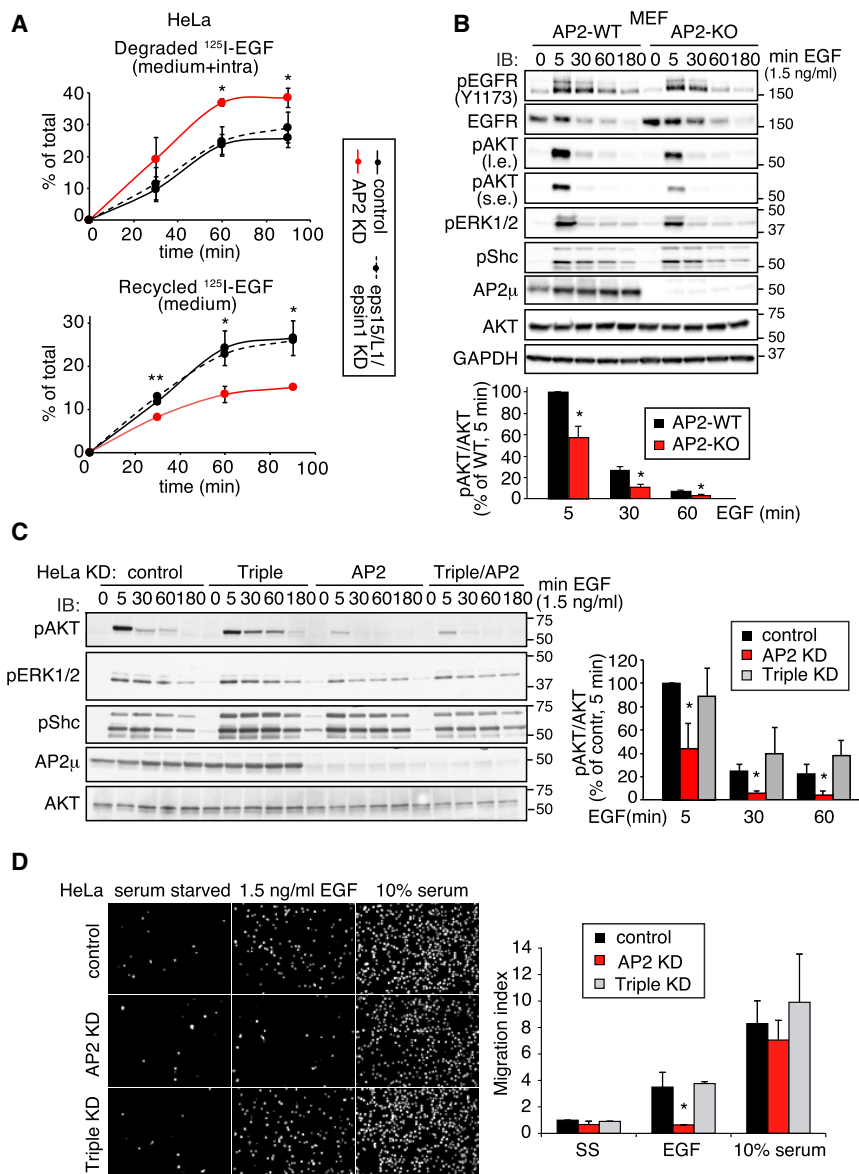 A
HeLa
Degraded ¹²⁵I-EGF
(medium+intra)
40
30
20
10
0
% of total
*
*
0 20 40 60 80 100
time (min)
Recycled ¹²⁵I-EGF
(medium)
30
20
10
0
% of total
**
*
*
0 20 40 60 80 100
time (min)
control
AP2 KD
eps15/L1/
epsin1 KD
B
MEF
AP2-WT AP2-KO
IB: 0 5 30 60 180 0 5 30 60 180 min EGF
(1.5 ng/ml)
pEGFR
(Y1173)
150
EGFR
150
pAKT
(l.e.)
50
pAKT
(s.e.)
50
pERK1/2
50
37
pShc
50
AP2μ
50
AKT
75
50
GAPDH
37
pAKT/AKT
(% of WT, 5 min)
100
80
60
40
20
0
*
*
*
AP2-WT
AP2-KO
5 30 60 EGF (min)
C
HeLa KD: control Triple AP2 Triple/AP2
IB: 0 5 30 60 180 0 5 30 60 180 0 5 30 60 180 0 5 30 60 180 min EGF
(1.5 ng/ml)
pAKT
75
50
pERK1/2
50
37
pShc
75
50
AP2μ
50
AKT
75
50
control
AP2 KD
Triple KD
pAKT/AKT
(% of contr, 5 min)
120
100
80
60
40
20
0
*
*
*
EGF(min) 5 30 60
D
HeLa serum starved 1.5 ng/ml EGF 10% serum
control
AP2 KD
Triple KD
control
AP2 KD
Triple KD
Migration index
14
12
10
8
6
4
2
0
*
SS EGF 10% serum